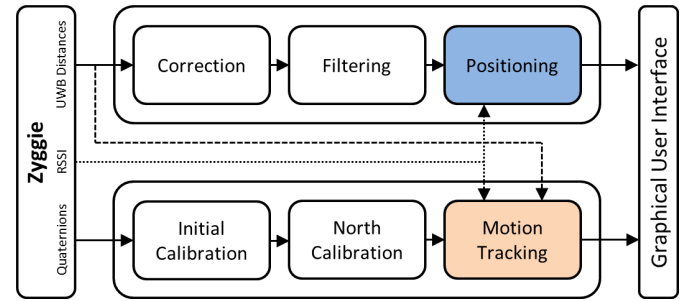 Zyggie
UWB Distances
RSSI
Quaternions
Correction
Filtering
Positioning
Initial
Calibration
North
Calibration
Motion
Tracking
Graphical User Interface